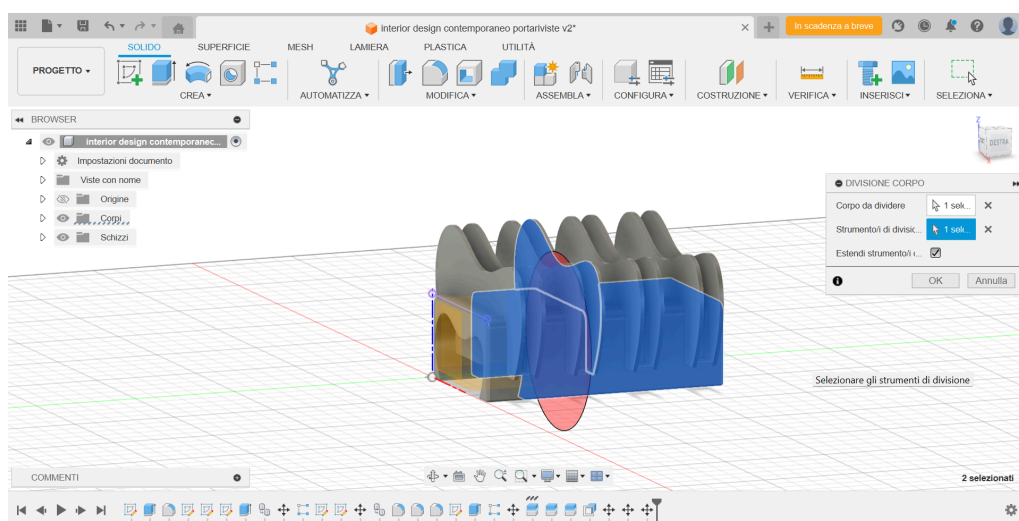 interior design contemporaneo portariviste v2*
In scadenza a breve
SOLIDO SUPERFICIE MESH LAMIERA PLASTICA UTILITÀ
PROGETTO
CREA AUTOMATIZZA MODIFICA ASSEMBLA CONFIGURA COSTRUZIONE VERIFICA INSERISCI SELEZIONA
BROWSER
interior design contemporanec...
Impostazioni documento
Viste con nome
Origine
Corpi
Schizzi
Z
DESTRA
X
DIVISIONE CORPO
Corpo da dividere 1 sele...
Strumento/i di divisic... 1 sele...
Estendi strumento/i ...
OK Annulla
Selezionare gli strumenti di divisione
COMMENTI
2 selezionati